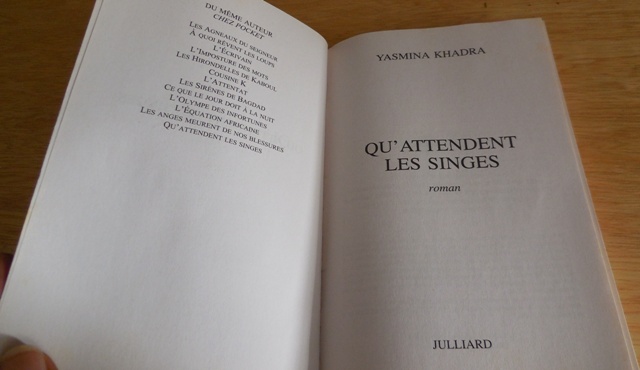 DU MÊME AUTEUR
CHEZ POCKET
LES AGNEAUX DU SEIGNEUR
À QUOI RÊVENT LES LOUPS
L'ÉCRIVAIN
L'IMPOSTURE DES MOTS
LES HIRONDELLES DE KABOUL
COUSINE K
L'ATTENTAT
LES SIRÈNES DE BAGDAD
CE QUE LE JOUR DOIT À LA NUIT
L'OLYMPE DES INFORTUNES
L'ÉQUATION AFRICAINE
LES ANGES MEURENT DE NOS BLESSURES
QU'ATTENDENT LES SINGES
YASMINA KHADRA
QU'ATTENDENT
LES SINGES
roman
JULLIARD